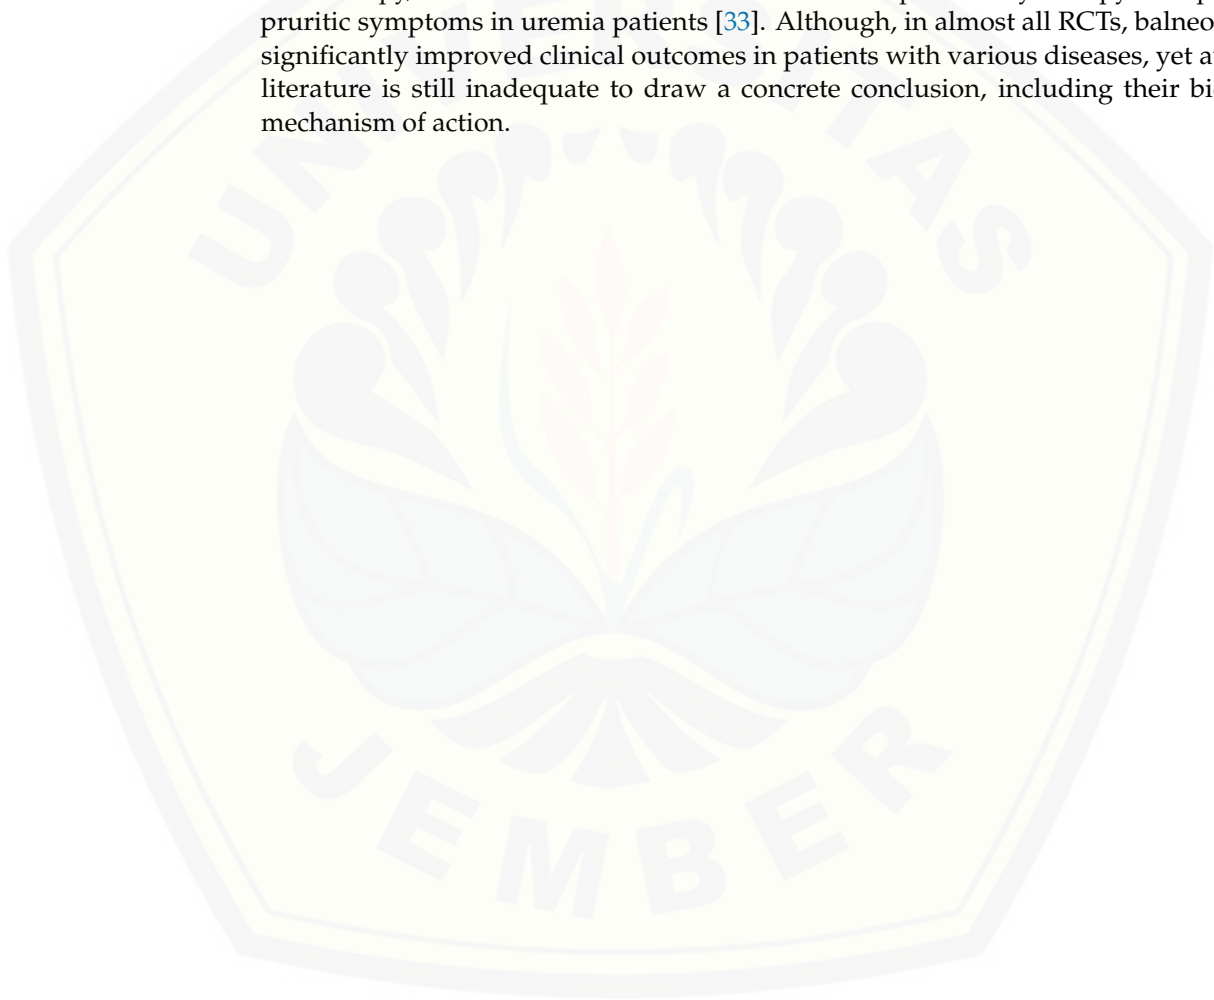 pruritic symptoms in uremia patients [33]. Although, in almost all RCTs, balneo
significantly improved clinical outcomes in patients with various diseases, yet a
literature is still inadequate to draw a concrete conclusion, including their bi
mechanism of action.
UNIVERSITAS
JEMBER